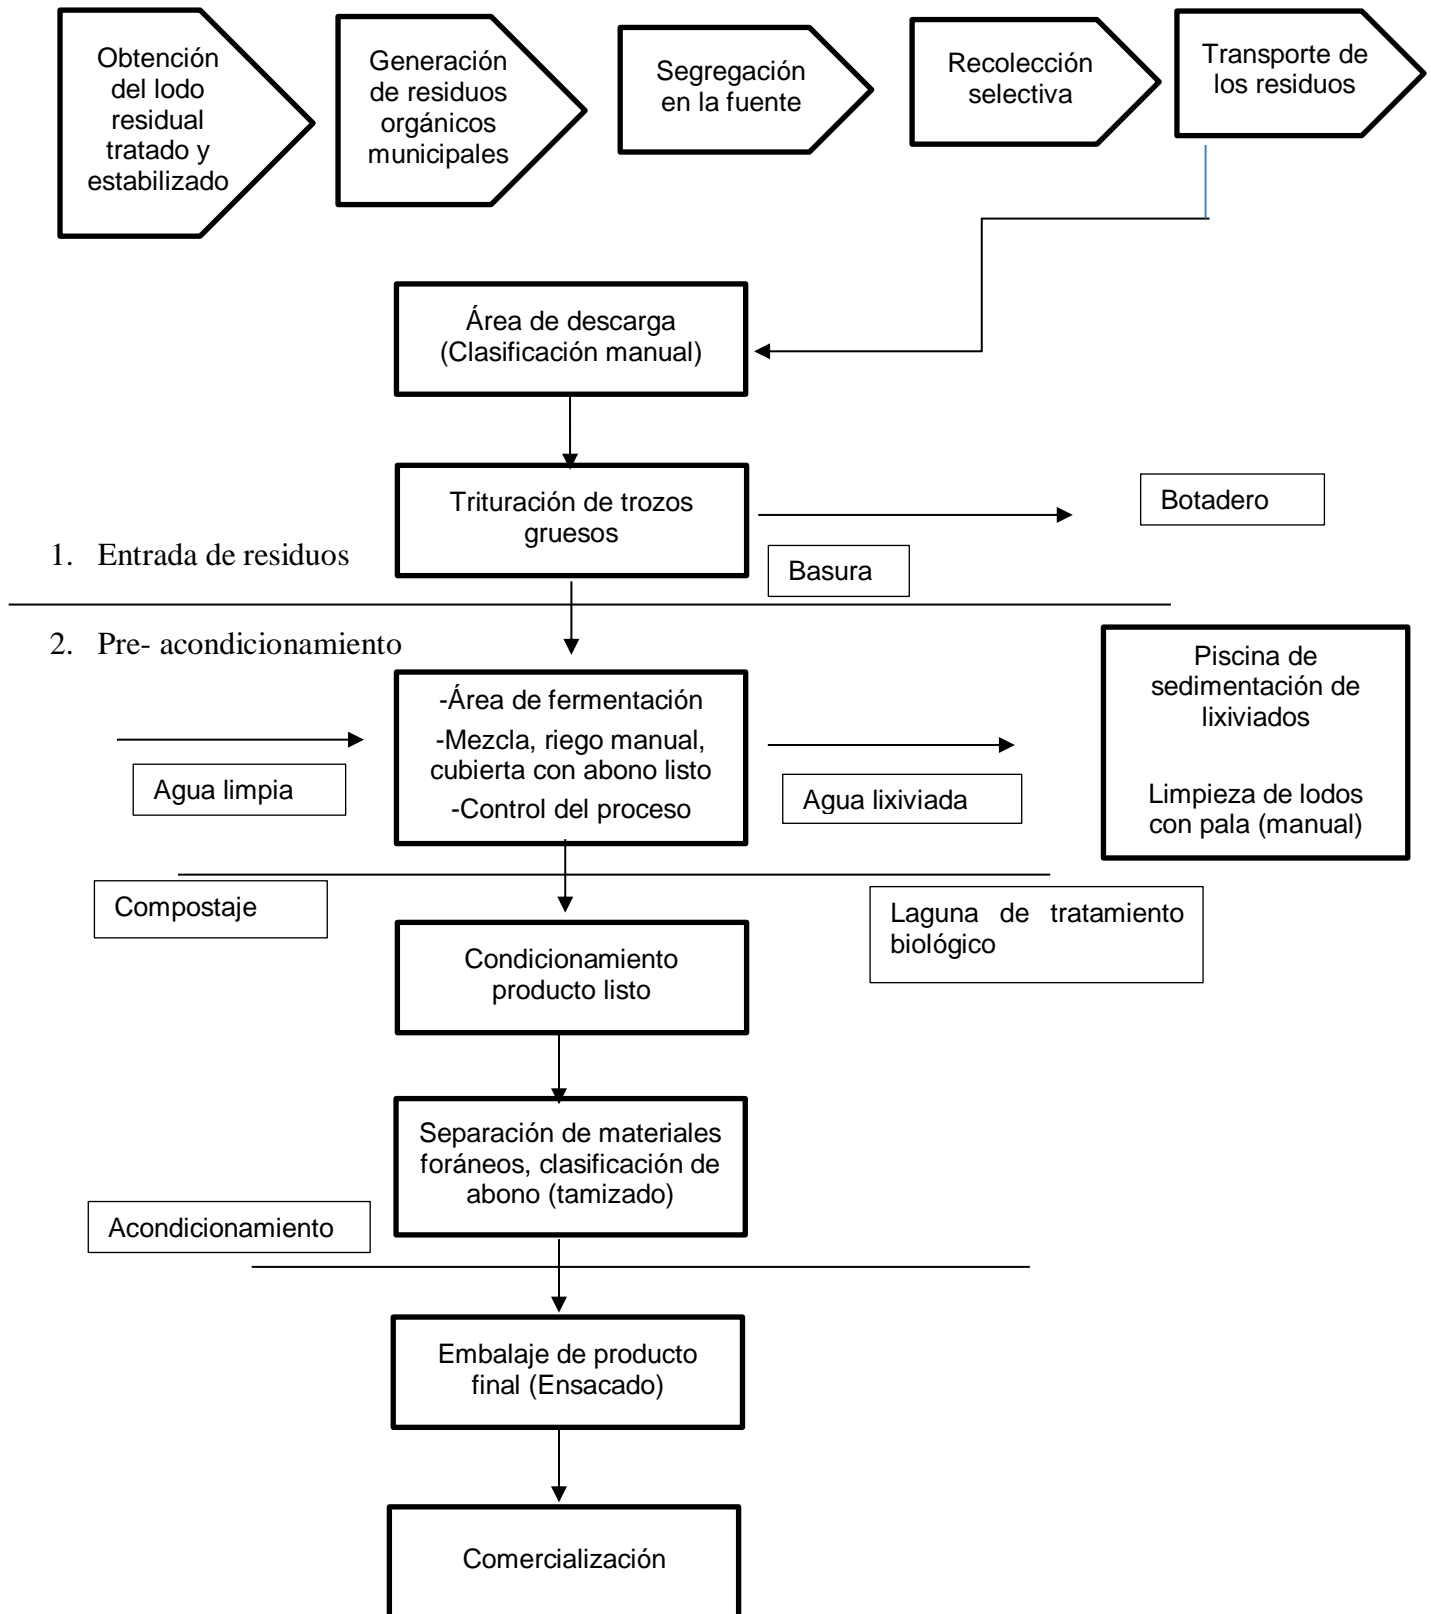 Obtención
del lodo
residual
tratado y
estabilizado
Generación
de residuos
orgánicos
municipales
Segregación
en la fuente
Recolección
selectiva
Transporte de
los residuos
Área de descarga
(Clasificación manual)
Trituración de trozos
gruesos
Botadero
Basura
1. Entrada de residuos
2. Pre- acondicionamiento
-Área de fermentación
-Mezcla, riego manual,
cubierta con abono listo
-Control del proceso
Agua limpia
Agua lixiviada
Piscina de
sedimentación de
lixiviados
Limpieza de lodos
con pala (manual)
Compostaje
Laguna de tratamiento
biológico
Condicionamiento
producto listo
Separación de materiales
foráneos, clasificación de
abono (tamizado)
Acondicionamiento
Embalaje de producto
final (Ensacado)
Comercialización